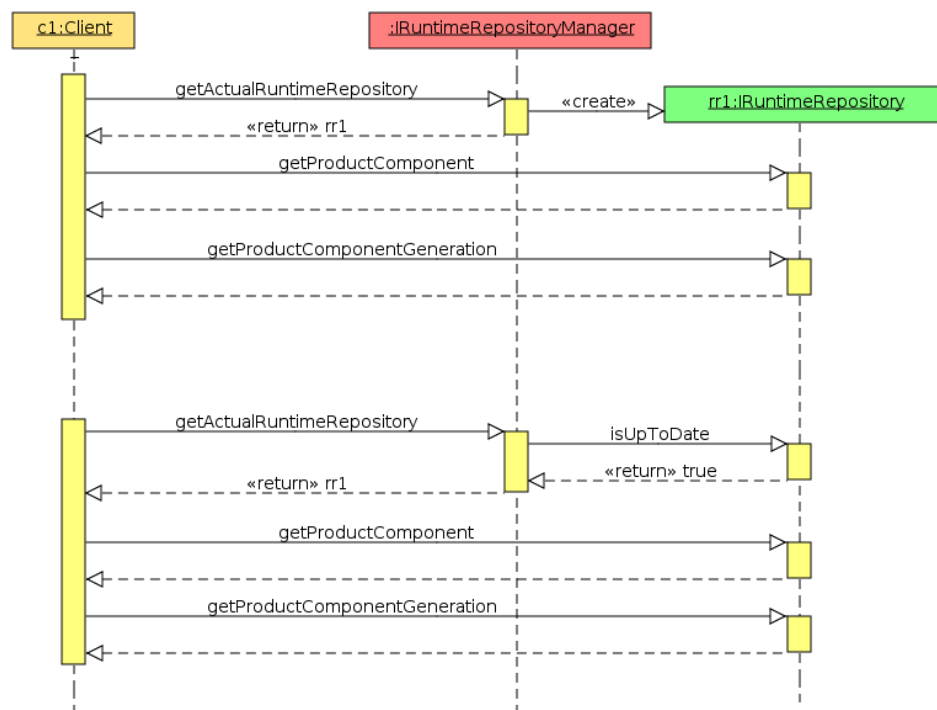 c1:Client
:IRuntimeRepositoryManager
getActualRuntimeRepository
«create»
rr1:IRuntimeRepository
«return» rr1
getProductComponent
getProductComponentGeneration
getActualRuntimeRepository
isUpToDate
«return» true
«return» rr1
getProductComponent
getProductComponentGeneration